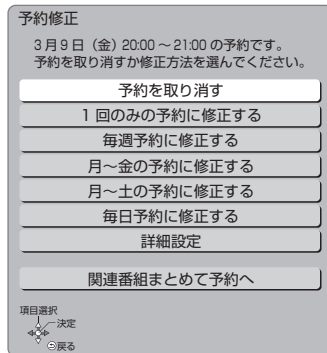 予約修正
3月9日（金）20:00～21:00の予約です。
予約を取り消すか修正方法を選んでください。
予約を取り消す
1回のみの予約に修正する
毎週予約に修正する
月～金の予約に修正する
月～土の予約に修正する
毎日予約に修正する
詳細設定
関連番組まとめて予約へ
項目選択
決定
戻る